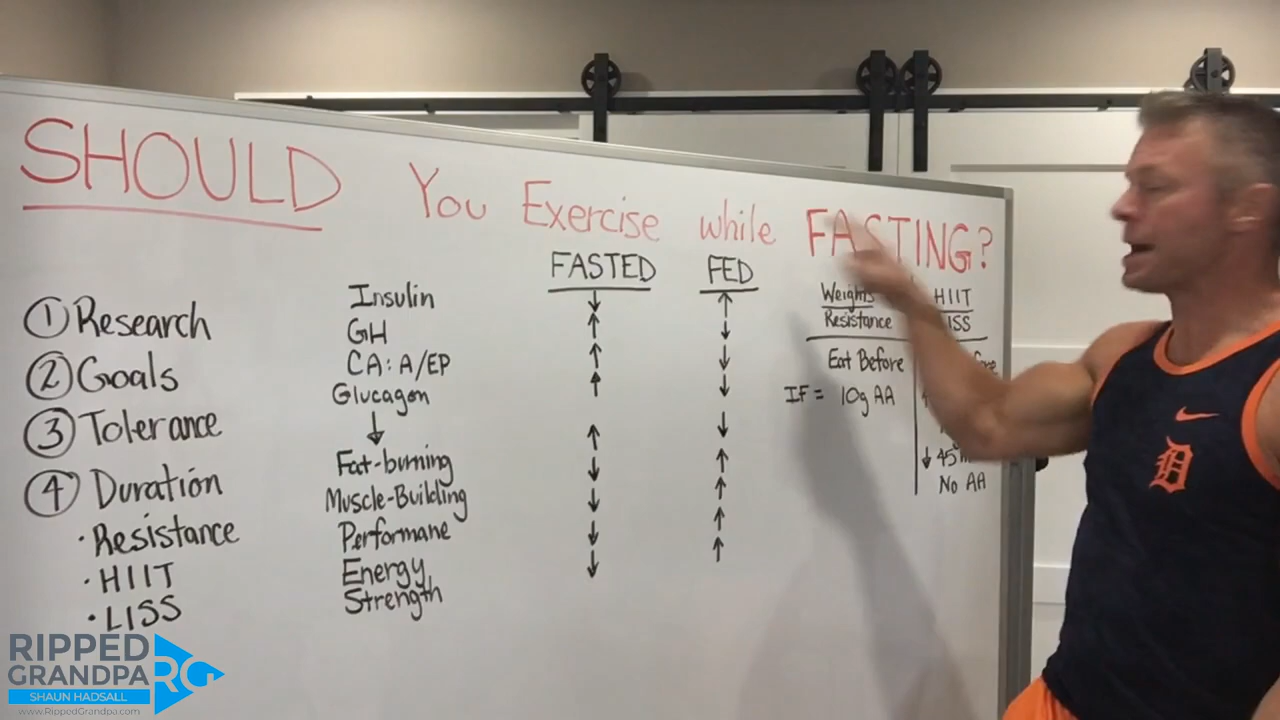 SHOULD You Exercise while FASTING?
FASTED FED
① Research
② Goals
③ Tolerance
④ Duration
· Resistance
· HIIT
· LISS
Insulin ↓ ↑
GH ↑ ↓
CA: A/EP ↑ ↓
Glucagon ↑ ↓
↓
Fat-burning ↑ ↓
Muscle-Building ↓ ↑
Performane ↓ ↑
Energy ↓ ↑
Strength ↓ ↑
Weights HIIT
Resistance LISS
Eat Before
IF = 10g AA
↓ 45
No AA
RIPPED
GRANDPA RG
SHAUN HADSALL
www.RippedGrandpa.com
D